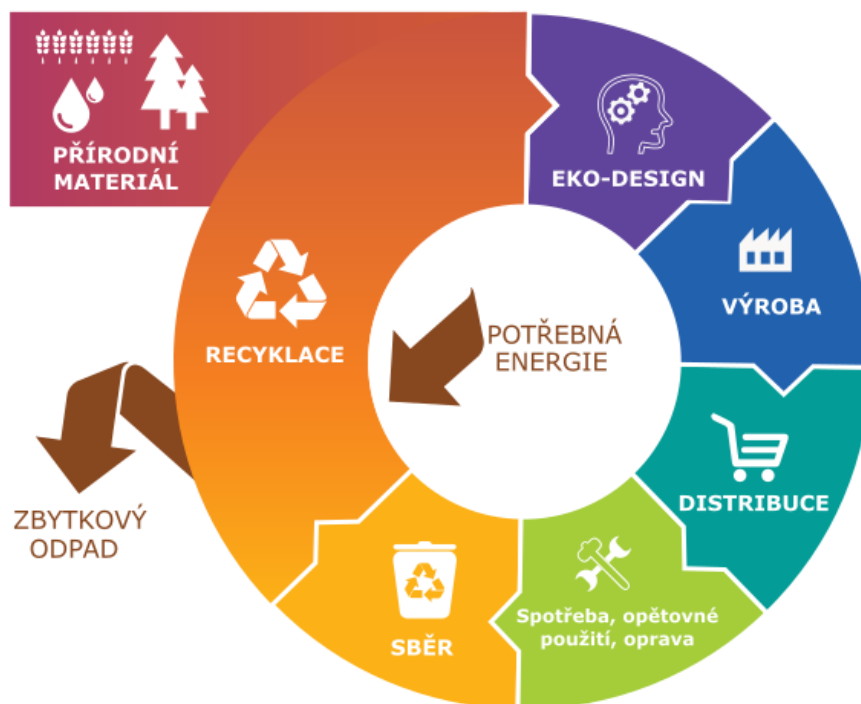 PŘÍRODNÍ
MATERIÁL
EKO-DESIGN
VÝROBA
DISTRIBUCE
Spotřeba, opětovné
použití, oprava
SBĚR
RECYKLACE
POTŘEBNÁ
ENERGIE
ZBYTKOVÝ
ODPAD